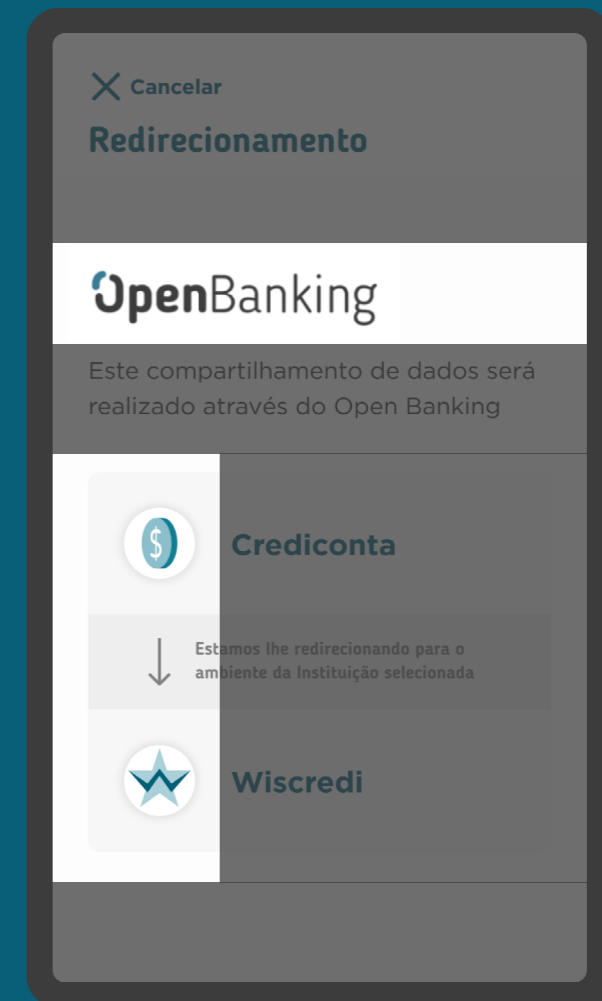 Cancelar
Redirecionamento
OpenBanking
Este compartilhamento de dados será
realizado através do Open Banking
$
Crediconta
Estamos lhe redirecionando para o
ambiente da Instituição selecionada
Wiscredi